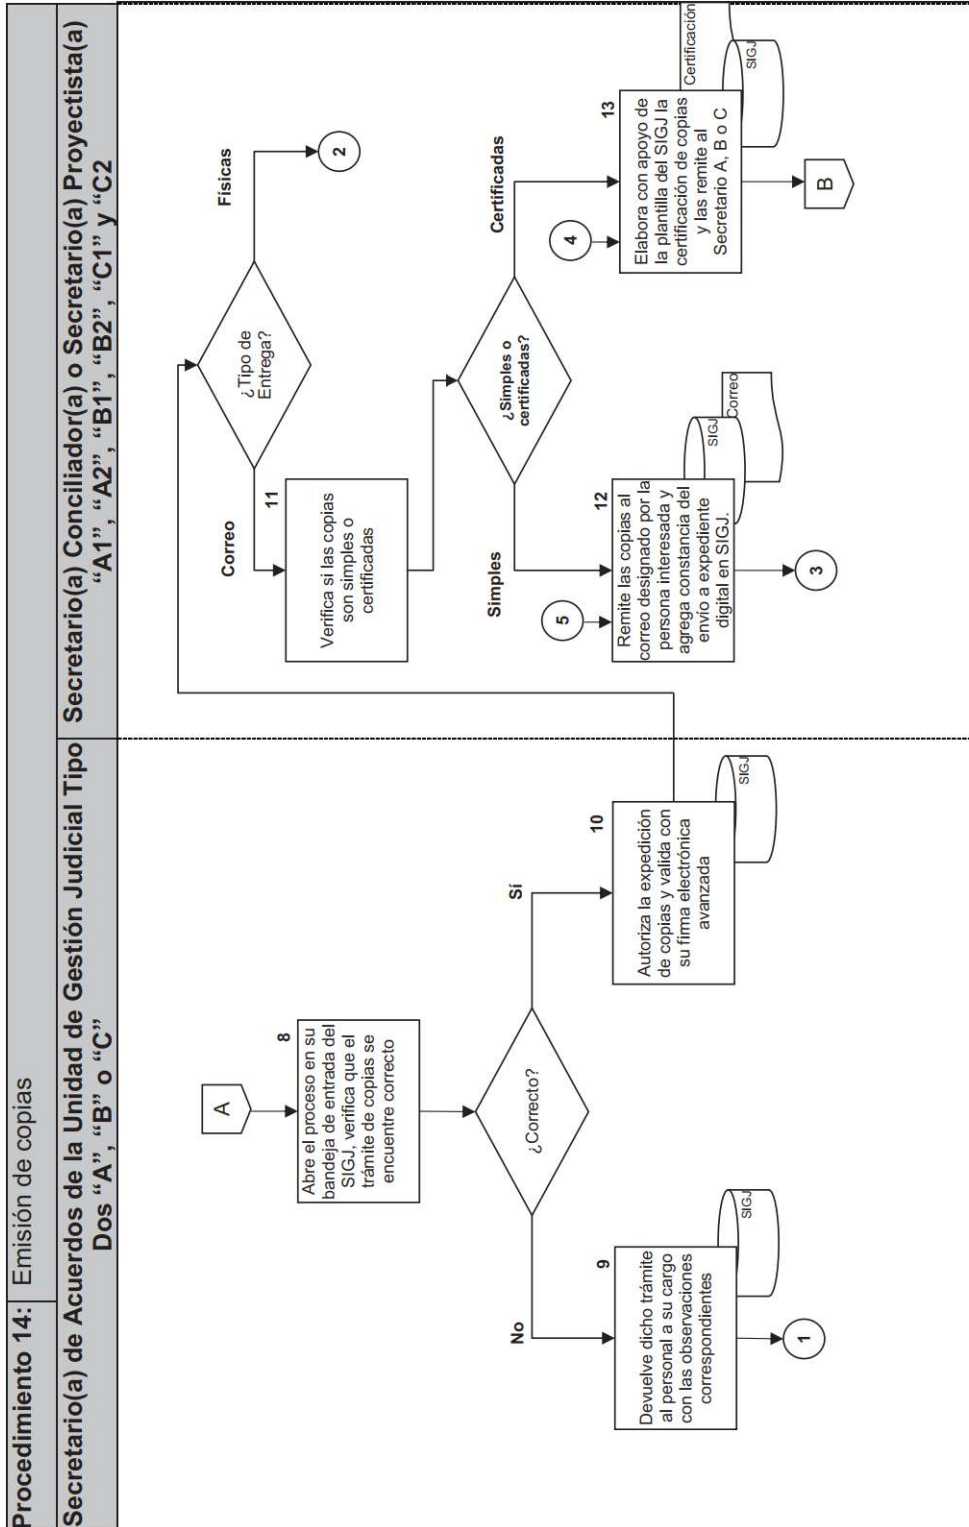 Procedimiento 14: Emisión de copias
Secretario(a) de Acuerdos de la Unidad de Gestión Judicial Tipo
Dos “A”, “B” o “C”
Secretario(a) Conciliador(a) o Secretario(a) Proyectista(a)
“A1”, “A2”, “B1”, “B2”, “C1” y “C2
A
8
Abre el proceso en su
bandeja de entrada del
SIGJ, verifica que el
trámite de copias se
encuentre correcto
¿Correcto?
No
Sí
9
Devuelve dicho trámite
al personal a su cargo
con las observaciones
correspondientes
SIGJ
1
10
Autoriza la expedición
de copias y valida con
su firma electrónica
avanzada
SIGJ
¿Tipo de
Entrega?
Correo
Físicas
2
11
Verifica si las copias
son simples o
certificadas
¿Simples o
certificadas?
Simples
Certificadas
5
12
Remite las copias al
correo designado por la
persona interesada y
agrega constancia del
envío a expediente
digital en SIGJ.
SIGJ
Correo
3
4
13
Elabora con apoyo de
la plantilla del SIGJ la
certificación de copias
y las remite al
Secretario A, B o C
Certificación
SIGJ
B